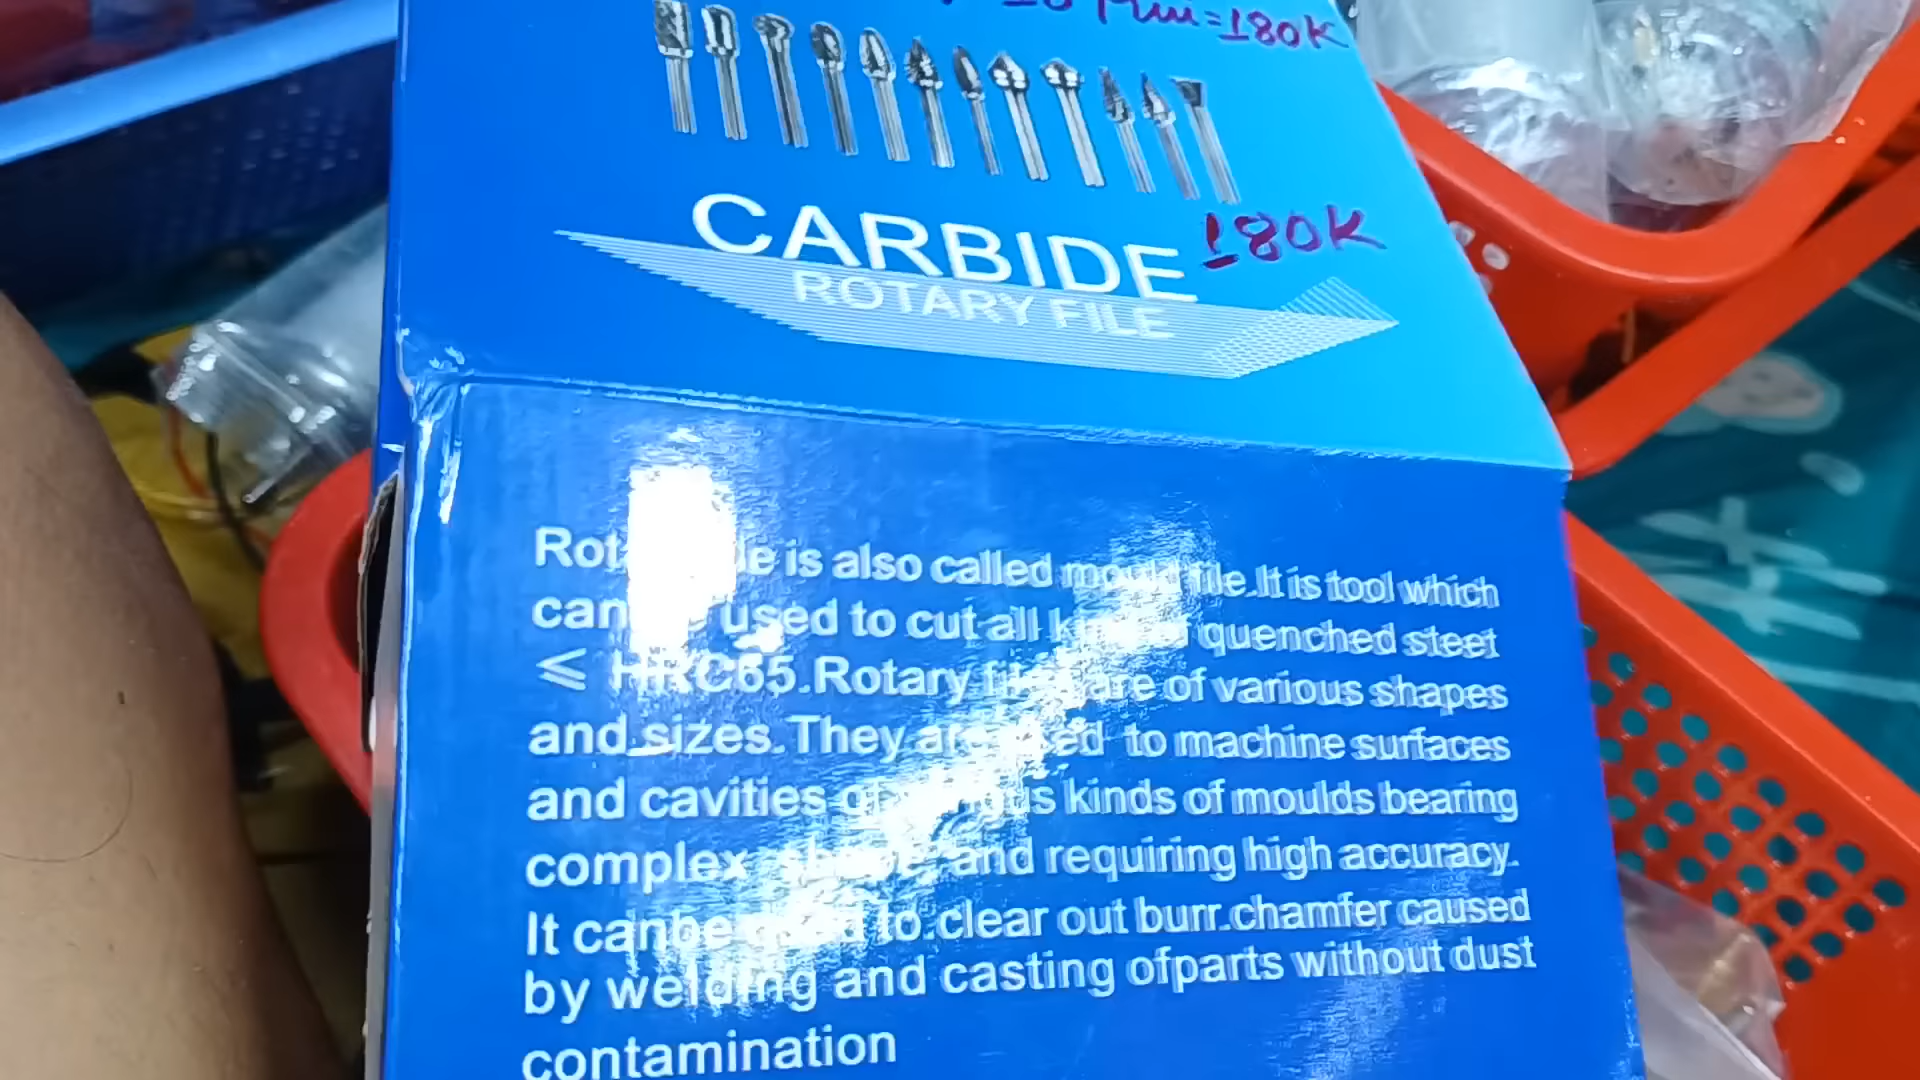 =180K
CARBIDE 180K
ROTARY FILE
is also called file.It is tool which
can used to cut all quenched steet
≤ HRC65.Rotary are of various shapes
and sizes.They to machine surfaces
and cavities kinds of moulds bearing
complex and requiring high accuracy.
It canbe to.clear out burr.chamfer caused
by welding and casting ofparts without dust
contamination